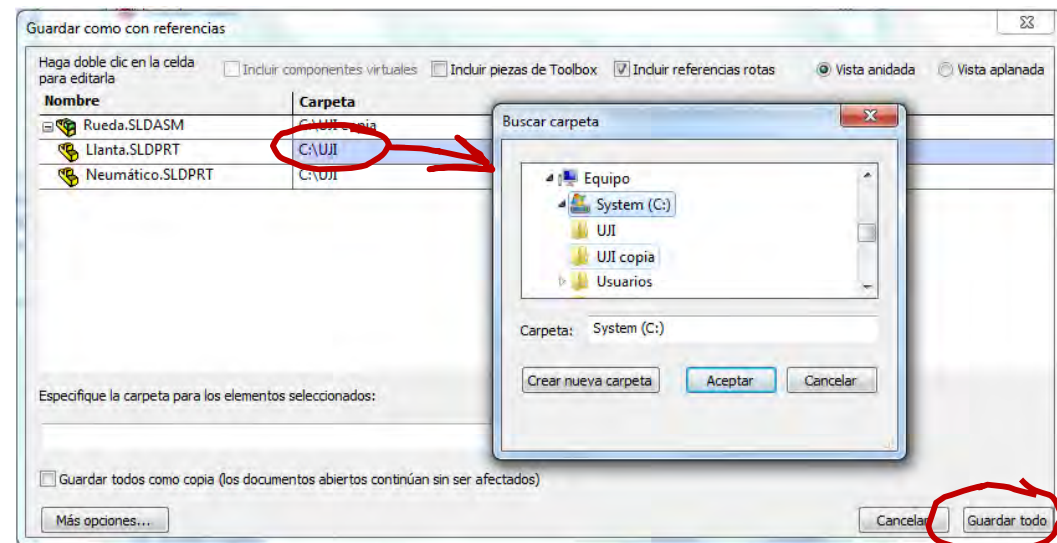 Guardar como con referencias
Haga doble clic en la celda para editarla
Incluir componentes virtuales
Incluir piezas de Toolbox
Incluir referencias rotas
Vista anidada
Vista aplanada
Nombre Carpeta
Rueda.SLDASM C:\UJI copia
Llanta.SLDPRT C:\UJI
Neumático.SLDPRT C:\UJI
Buscar carpeta
Equipo
System (C:)
UJI
UJI copia
Usuarios
Carpeta: System (C:)
Crear nueva carpeta Aceptar Cancelar
Especifique la carpeta para los elementos seleccionados:
Guardar todos como copia (los documentos abiertos continúan sin ser afectados)
Más opciones... Cancelar Guardar todo